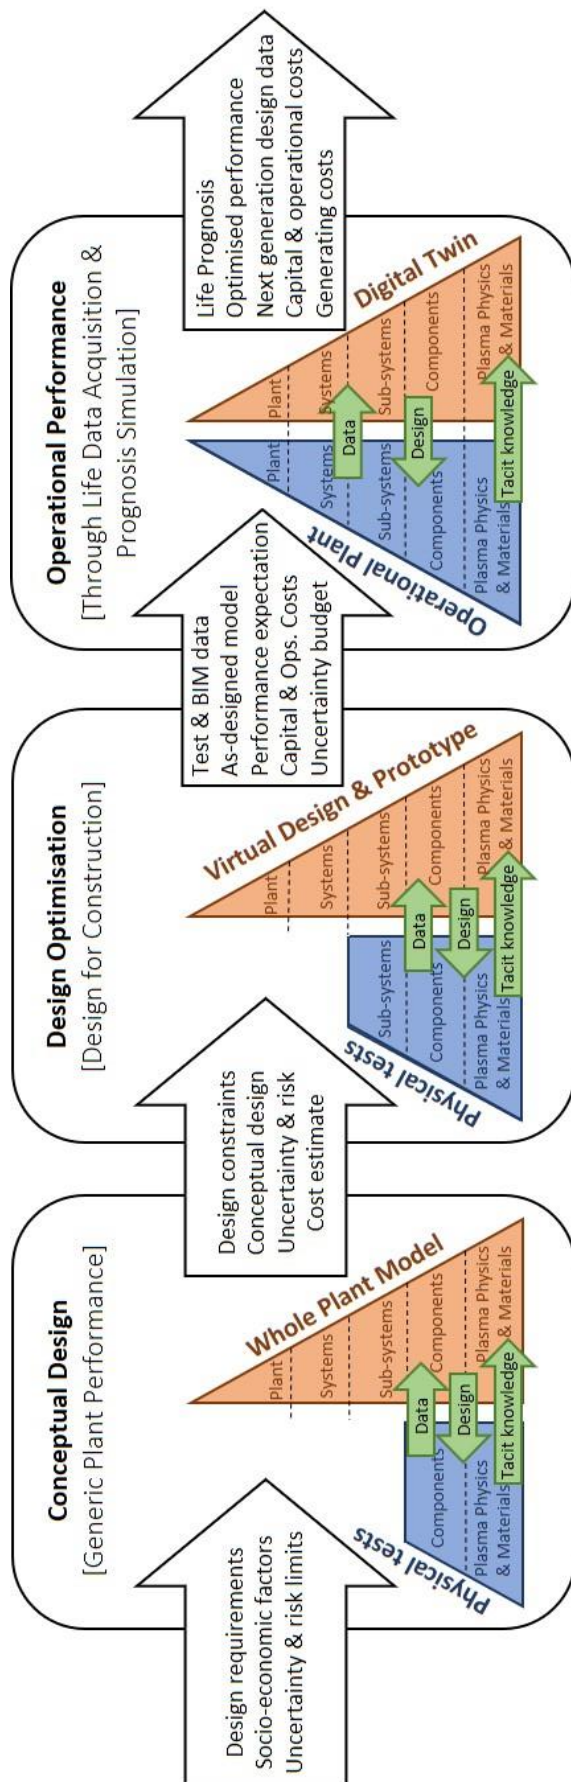 Design requirements
Socio-economic factors
Uncertainty & risk limits
Conceptual Design
[Generic Plant Performance]
Physical tests
Components
Plasma Physics
& Materials
Whole Plant Model
Plant
Systems
Sub-systems
Components
Plasma Physics
& Materials
Data
Design
Tacit knowledge
Design constraints
Conceptual design
Uncertainty & risk
Cost estimate
Design Optimisation
[Design for Construction]
Physical tests
Sub-systems
Components
Plasma Physics
& Materials
Virtual Design & Prototype
Plant
Systems
Sub-systems
Components
Plasma Physics
& Materials
Data
Design
Tacit knowledge
Test & BIM data
As-designed model
Performance expectation
Capital & Ops. Costs
Uncertainty budget
Operational Performance
[Through Life Data Acquisition &
Prognosis Simulation]
Operational Plant
Plant
Systems
Sub-systems
Components
Plasma Physics
& Materials
Digital Twin
Plant
Systems
Sub-systems
Components
Plasma Physics
& Materials
Data
Design
Tacit knowledge
Life Prognosis
Optimised performance
Next generation design data
Capital & operational costs
Generating costs